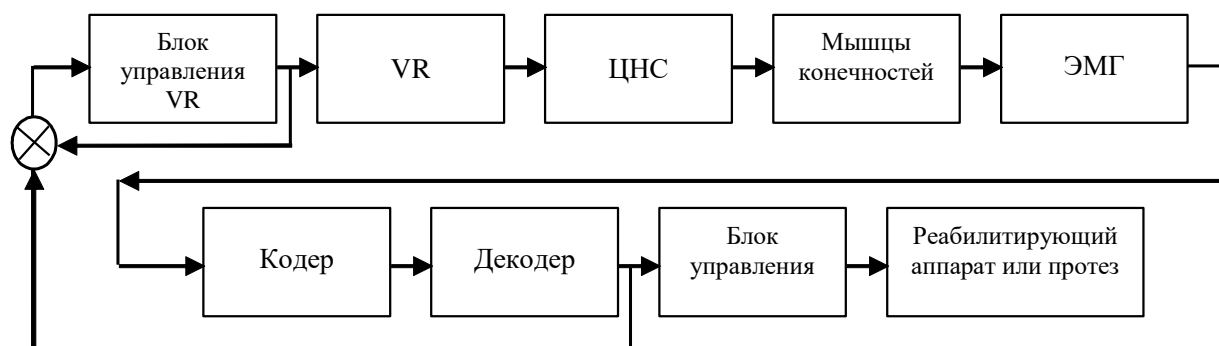 Блок
управления
VR
VR
ЦНС
Мышцы
конечностей
ЭМГ
Кодер
Декодер
Блок
управления
Реабилитирующий
аппарат или протез